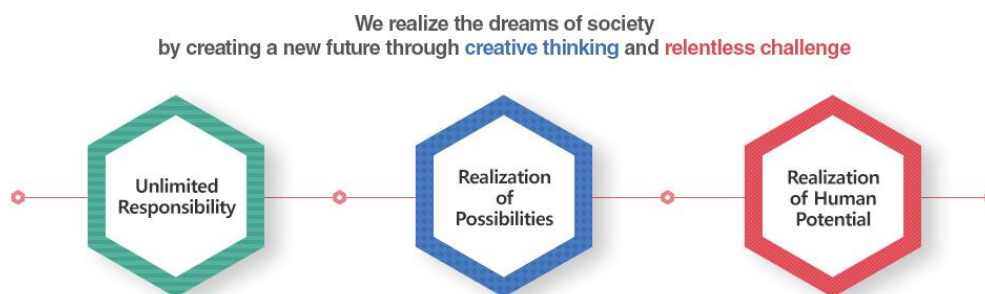 We realize the dreams of society
by creating a new future through creative thinking and relentless challenge
Unlimited
Responsibility
Realization
of
Possibilities
Realization
of Human
Potential